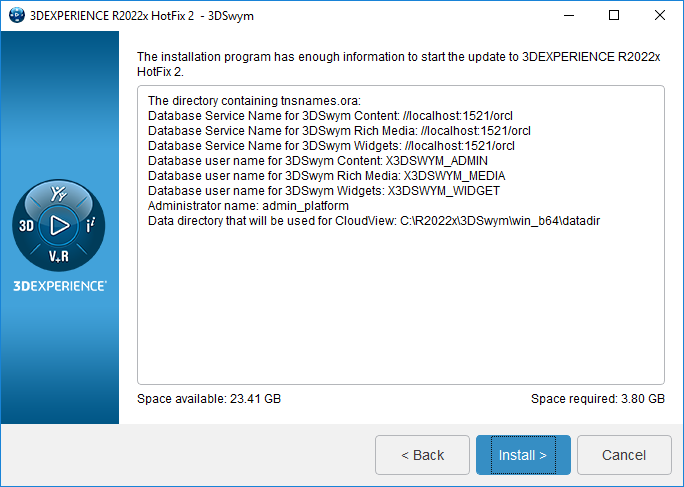 3DEXPERIENCE R2022x HotFix 2 - 3DSwym
The installation program has enough information to start the update to 3DEXPERIENCE R2022x
HotFix 2.
The directory containing tnsnames.ora:
Database Service Name for 3DSwym Content: //localhost:1521/orcl
Database Service Name for 3DSwym Rich Media: //localhost:1521/orcl
Database Service Name for 3DSwym Widgets: //localhost:1521/orcl
Database user name for 3DSwym Content: X3DSWYM_ADMIN
Database user name for 3DSwym Rich Media: X3DSWYM_MEDIA
Database user name for 3DSwym Widgets: X3DSWYM_WIDGET
Administrator name: admin_platform
Data directory that will be used for CloudView: C:\R2022x\3DSwym\win_b64\datadir
3D
i²
V+R
3DEXPERIENCE
Space available: 23.41 GB
Space required: 3.80 GB
< Back
Install >
Cancel